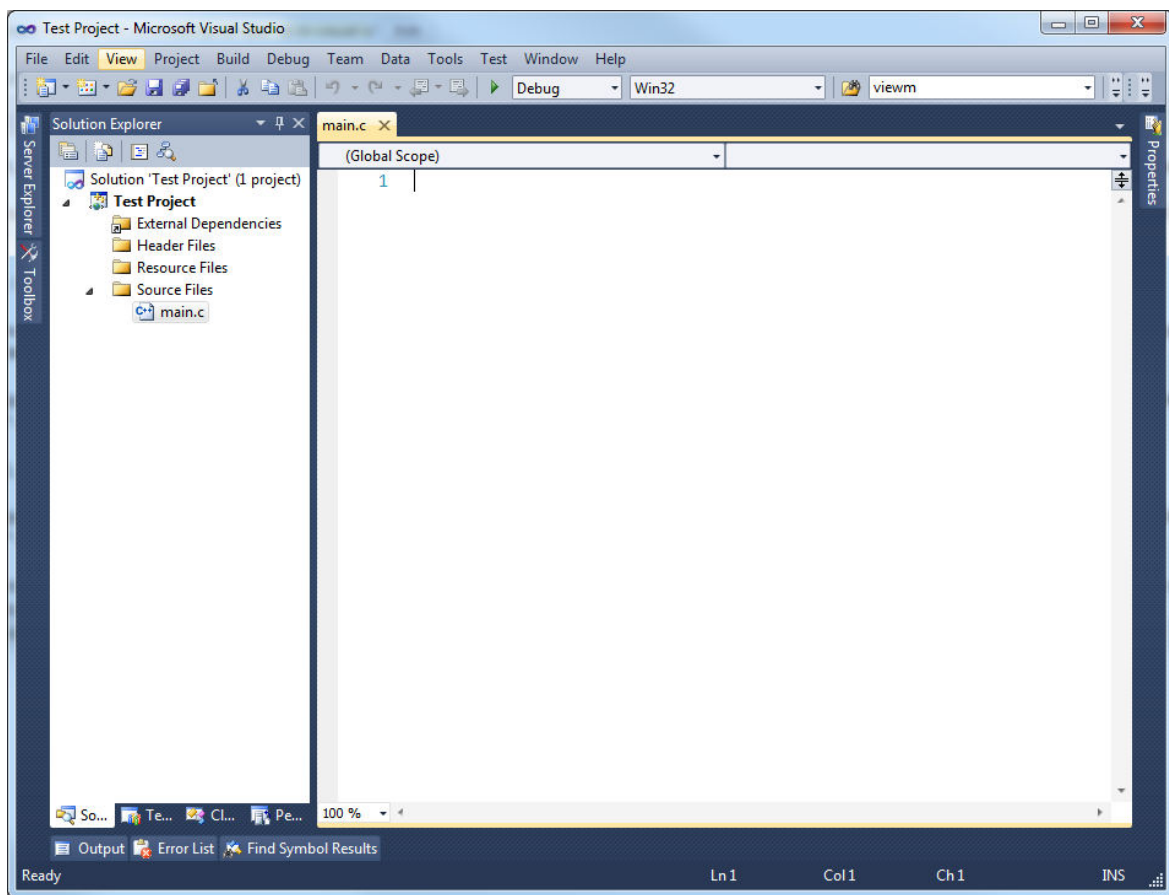 Test Project - Microsoft Visual Studio
File Edit View Project Build Debug Team Data Tools Test Window Help
Debug Win32 viewm
Server Explorer
Toolbox
Solution Explorer
Solution 'Test Project' (1 project)
Test Project
External Dependencies
Header Files
Resource Files
Source Files
main.c
So... Te... Cl... Pe...
main.c
(Global Scope)
1
100 %
Properties
Output Error List Find Symbol Results
Ready Ln 1 Col 1 Ch 1 INS